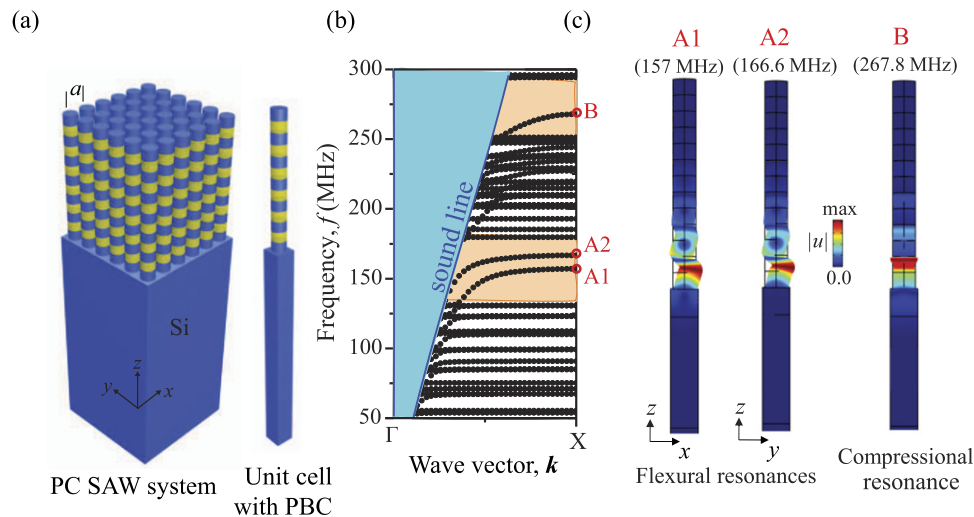 (a)
|a|
Si
z
y
x
PC SAW system
Unit cell
with PBC
(b)
Frequency, f (MHz)
300
250
200
150
100
50
sound line
B
A2
A1
Γ
X
Wave vector, k
(c)
A1
(157 MHz)
A2
(166.6 MHz)
B
(267.8 MHz)
max
|u|
0.0
z
x
z
y
Flexural resonances
Compressional
resonance